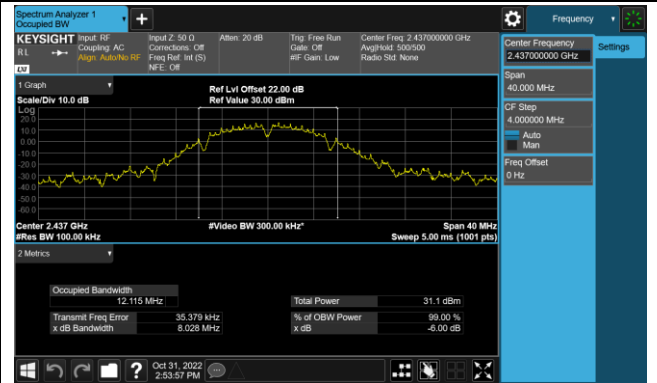 Spectrum Analyzer 1
Occupied BW
Frequency
KEYSIGHT
RL
LXI
Input: RF
Coupling: AC
Align: Auto/No RF
Input Z: 50 Ω
Corrections: Off
Freq Ref: Int (S)
NFE: Off
Atten: 20 dB
Trig: Free Run
Gate: Off
#IF Gain: Low
Center Freq: 2.437000000 GHz
Avg|Hold: 500/500
Radio Std: None
Center Frequency
2.437000000 GHz
Settings
Span
40.000 MHz
CF Step
4.000000 MHz
Auto
Man
Freq Offset
0 Hz
1 Graph
Scale/Div 10.0 dB
Ref Lvl Offset 22.00 dB
Ref Value 30.00 dBm
Log
20.0
10.0
0.00
-10.0
-20.0
-30.0
-40.0
-50.0
-60.0
Center 2.437 GHz
#Res BW 100.00 kHz
#Video BW 300.00 kHz*
Span 40 MHz
Sweep 5.00 ms (1001 pts)
2 Metrics
Occupied Bandwidth
12.115 MHz
Transmit Freq Error 35.379 kHz
x dB Bandwidth 8.028 MHz
Total Power 31.1 dBm
% of OBW Power 99.00 %
x dB -6.00 dB
?
Oct 31, 2022
2:53:57 PM